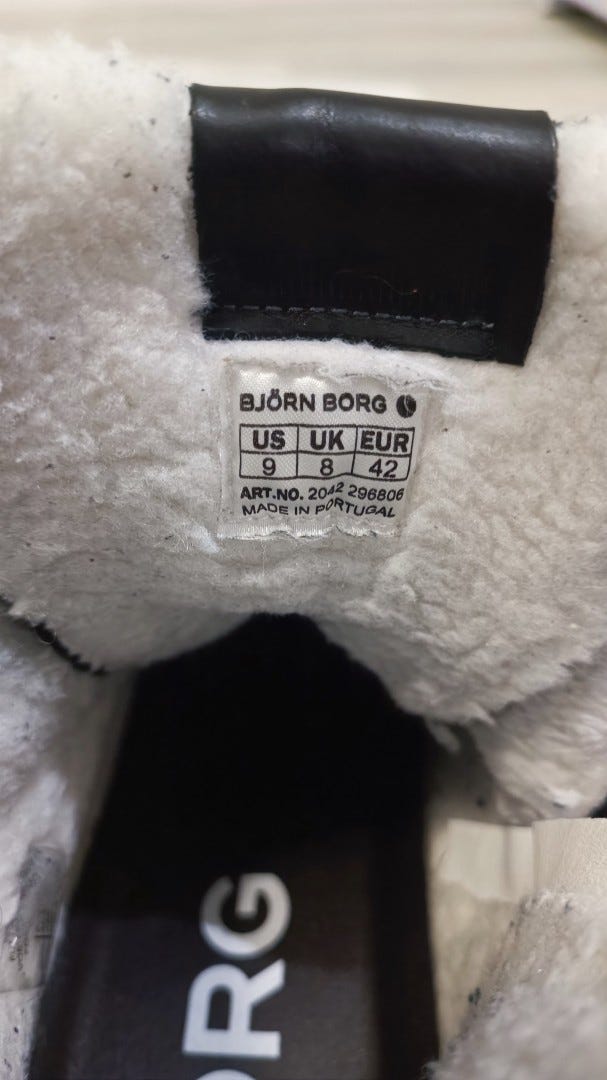 BJÖRN BORG
US UK EUR
9 8 42
ART.NO. 2042 296806
MADE IN PORTUGAL
ORG